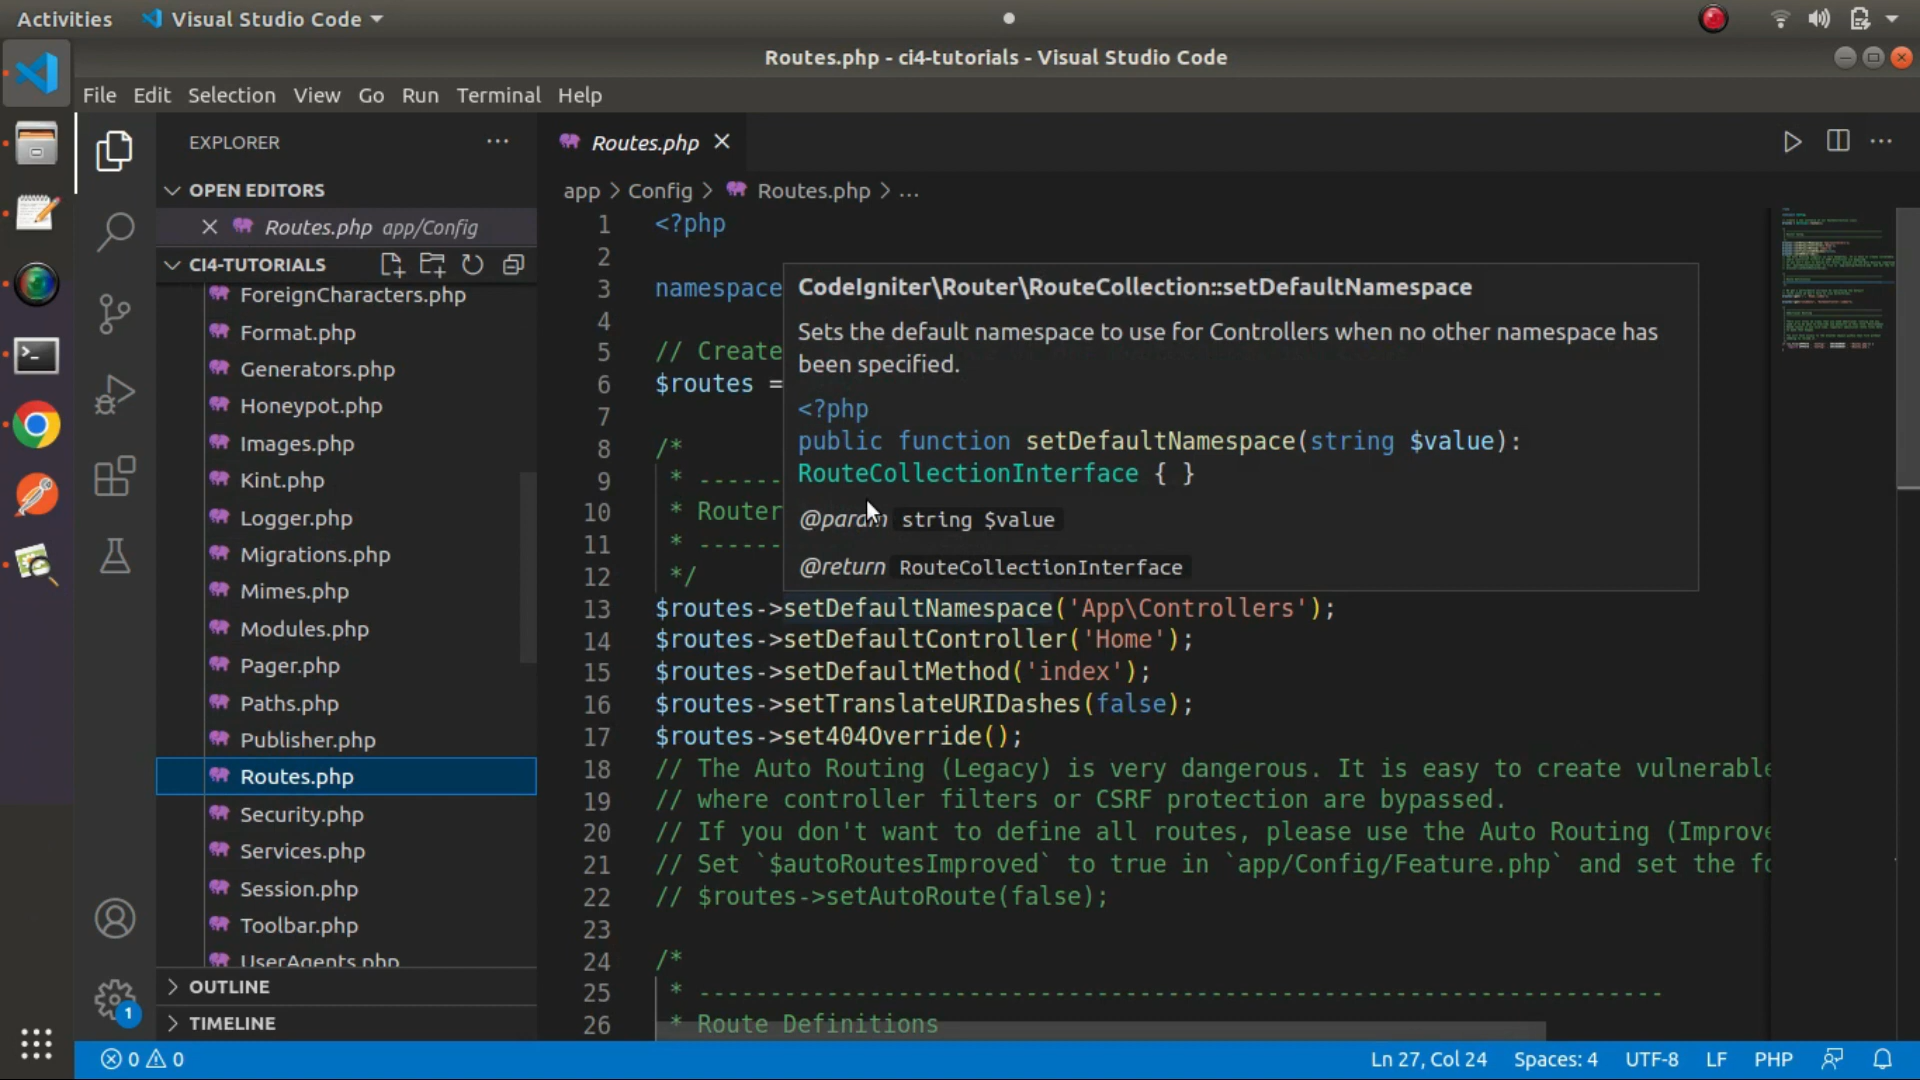 Activities
Visual Studio Code
Routes.php - ci4-tutorials - Visual Studio Code
File Edit Selection View Go Run Terminal Help
EXPLORER
OPEN EDITORS
Routes.php app/Config
CI4-TUTORIALS
ForeignCharacters.php
Format.php
Generators.php
Honeypot.php
Images.php
Kint.php
Logger.php
Migrations.php
Mimes.php
Modules.php
Pager.php
Paths.php
Publisher.php
Routes.php
Security.php
Services.php
Session.php
Toolbar.php
UserAgents.php
OUTLINE
TIMELINE
Routes.php
app > Config > Routes.php > ...
1 <?php
2
3 namespace
4
5 // Create
6 $routes =
7
8 /*
9 * ------
10 * Router
11 * ------
12 */
CodeIgniter\Router\RouteCollection::setDefaultNamespace
Sets the default namespace to use for Controllers when no other namespace has
been specified.
<?php
public function setDefaultNamespace(string $value):
RouteCollectionInterface { }
@param string $value
@return RouteCollectionInterface
13 $routes->setDefaultNamespace('App\Controllers');
14 $routes->setDefaultController('Home');
15 $routes->setDefaultMethod('index');
16 $routes->setTranslateURIDashes(false);
17 $routes->set404Override();
18 // The Auto Routing (Legacy) is very dangerous. It is easy to create vulnerable
19 // where controller filters or CSRF protection are bypassed.
20 // If you don't want to define all routes, please use the Auto Routing (Improve
21 // Set `$autoRoutesImproved` to true in `app/Config/Feature.php` and set the fo
22 // $routes->setAutoRoute(false);
23
24 /*
25 * --------------------------------------------------------------------
26 * Route Definitions
1
0 0
Ln 27, Col 24 Spaces: 4 UTF-8 LF PHP